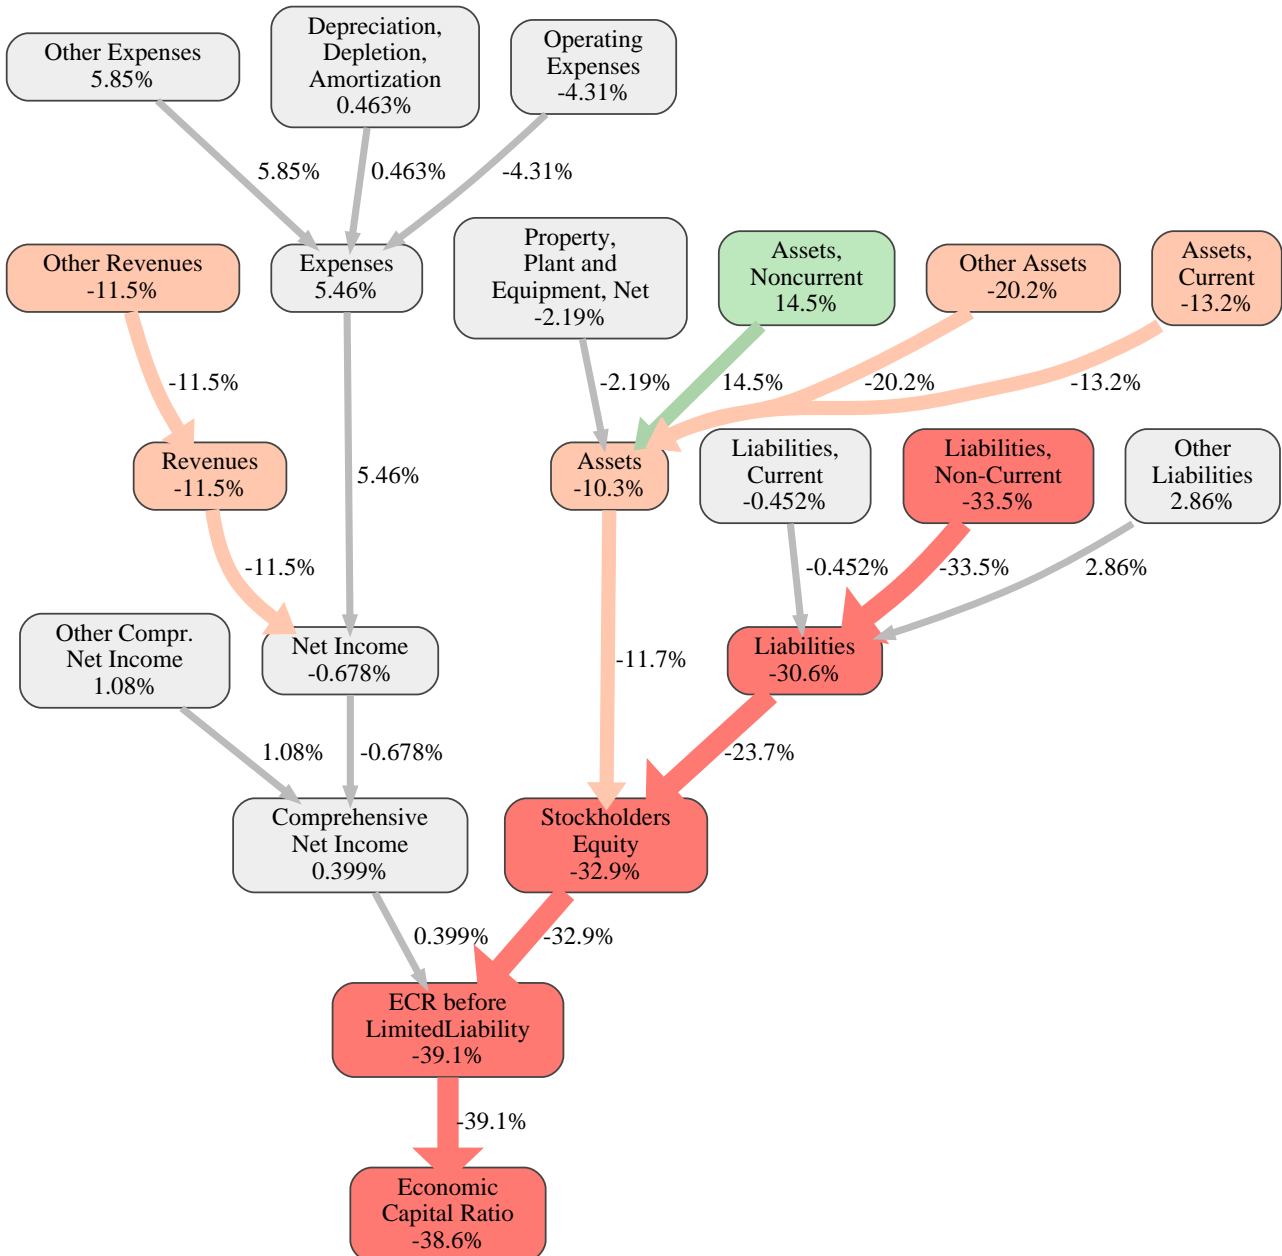 Other Expenses
5.85%
Depreciation,
Depletion,
Amortization
0.463%
Operating
Expenses
-4.31%
5.85%
0.463%
-4.31%
Other Revenues
-11.5%
Expenses
5.46%
Property,
Plant and
Equipment, Net
-2.19%
Assets,
Noncurrent
14.5%
Other Assets
-20.2%
Assets,
Current
-13.2%
-11.5%
-2.19%
14.5%
-20.2%
-13.2%
Revenues
-11.5%
5.46%
Assets
-10.3%
Liabilities,
Current
-0.452%
Liabilities,
Non-Current
-33.5%
Other
Liabilities
2.86%
-11.5%
-0.452%
-33.5%
2.86%
Other Compr.
Net Income
1.08%
Net Income
-0.678%
-11.7%
Liabilities
-30.6%
1.08%
-0.678%
-23.7%
Comprehensive
Net Income
0.399%
Stockholders
Equity
-32.9%
0.399%
-32.9%
ECR before
LimitedLiability
-39.1%
-39.1%
Economic
Capital Ratio
-38.6%